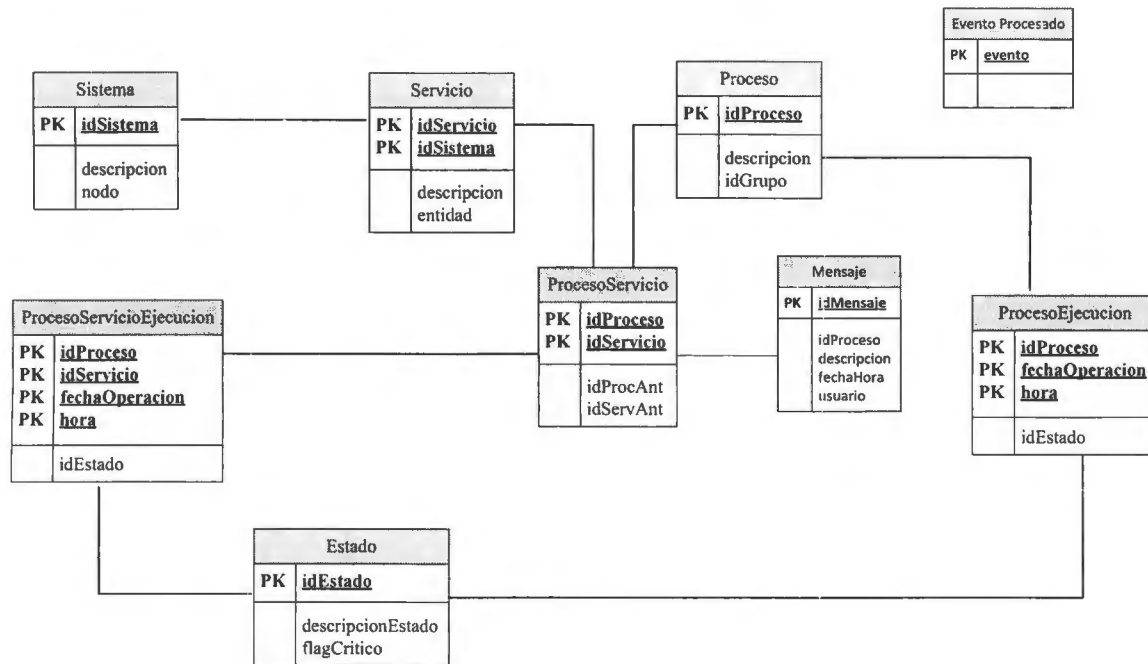 Evento Procesado
PK evento
Sistema
PK idSistema
descripcion
nodo
Servicio
PK idServicio
PK idSistema
descripcion
entidad
Proceso
PK idProceso
descripcion
idGrupo
ProcesoServicio
PK idProceso
PK idServicio
idProcAnt
idServAnt
Mensaje
PK idMensaje
idProceso
descripcion
fechaHora
usuario
ProcesoServicioEjecucion
PK idProceso
PK idServicio
PK fechaOperacion
PK hora
idEstado
ProcesoEjecucion
PK idProceso
PK fechaOperacion
PK hora
idEstado
Estado
PK idEstado
descripcionEstado
flagCritico